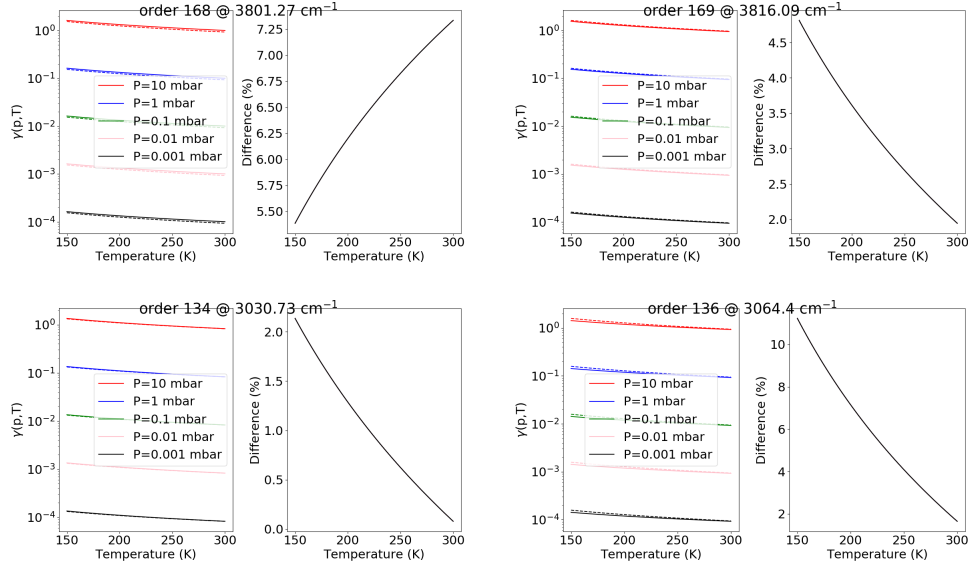 order 168 @ 3801.27 cm⁻¹
10⁰
10⁻¹
10⁻²
10⁻³
10⁻⁴
γ(p,T)
P=10 mbar
P=1 mbar
P=0.1 mbar
P=0.01 mbar
P=0.001 mbar
150 200 250 300
Temperature (K)
7.25
7.00
6.75
6.50
6.25
6.00
5.75
5.50
Difference (%)
150 200 250 300
Temperature (K)
order 169 @ 3816.09 cm⁻¹
10⁰
10⁻¹
10⁻²
10⁻³
10⁻⁴
γ(p,T)
P=10 mbar
P=1 mbar
P=0.1 mbar
P=0.01 mbar
P=0.001 mbar
150 200 250 300
Temperature (K)
4.5
4.0
3.5
3.0
2.5
2.0
Difference (%)
150 200 250 300
Temperature (K)
order 134 @ 3030.73 cm⁻¹
10⁰
10⁻¹
10⁻²
10⁻³
10⁻⁴
γ(p,T)
P=10 mbar
P=1 mbar
P=0.1 mbar
P=0.01 mbar
P=0.001 mbar
150 200 250 300
Temperature (K)
2.0
1.5
1.0
0.5
0.0
Difference (%)
150 200 250 300
Temperature (K)
order 136 @ 3064.4 cm⁻¹
10⁰
10⁻¹
10⁻²
10⁻³
10⁻⁴
γ(p,T)
P=10 mbar
P=1 mbar
P=0.1 mbar
P=0.01 mbar
P=0.001 mbar
150 200 250 300
Temperature (K)
10
8
6
4
2
Difference (%)
150 200 250 300
Temperature (K)